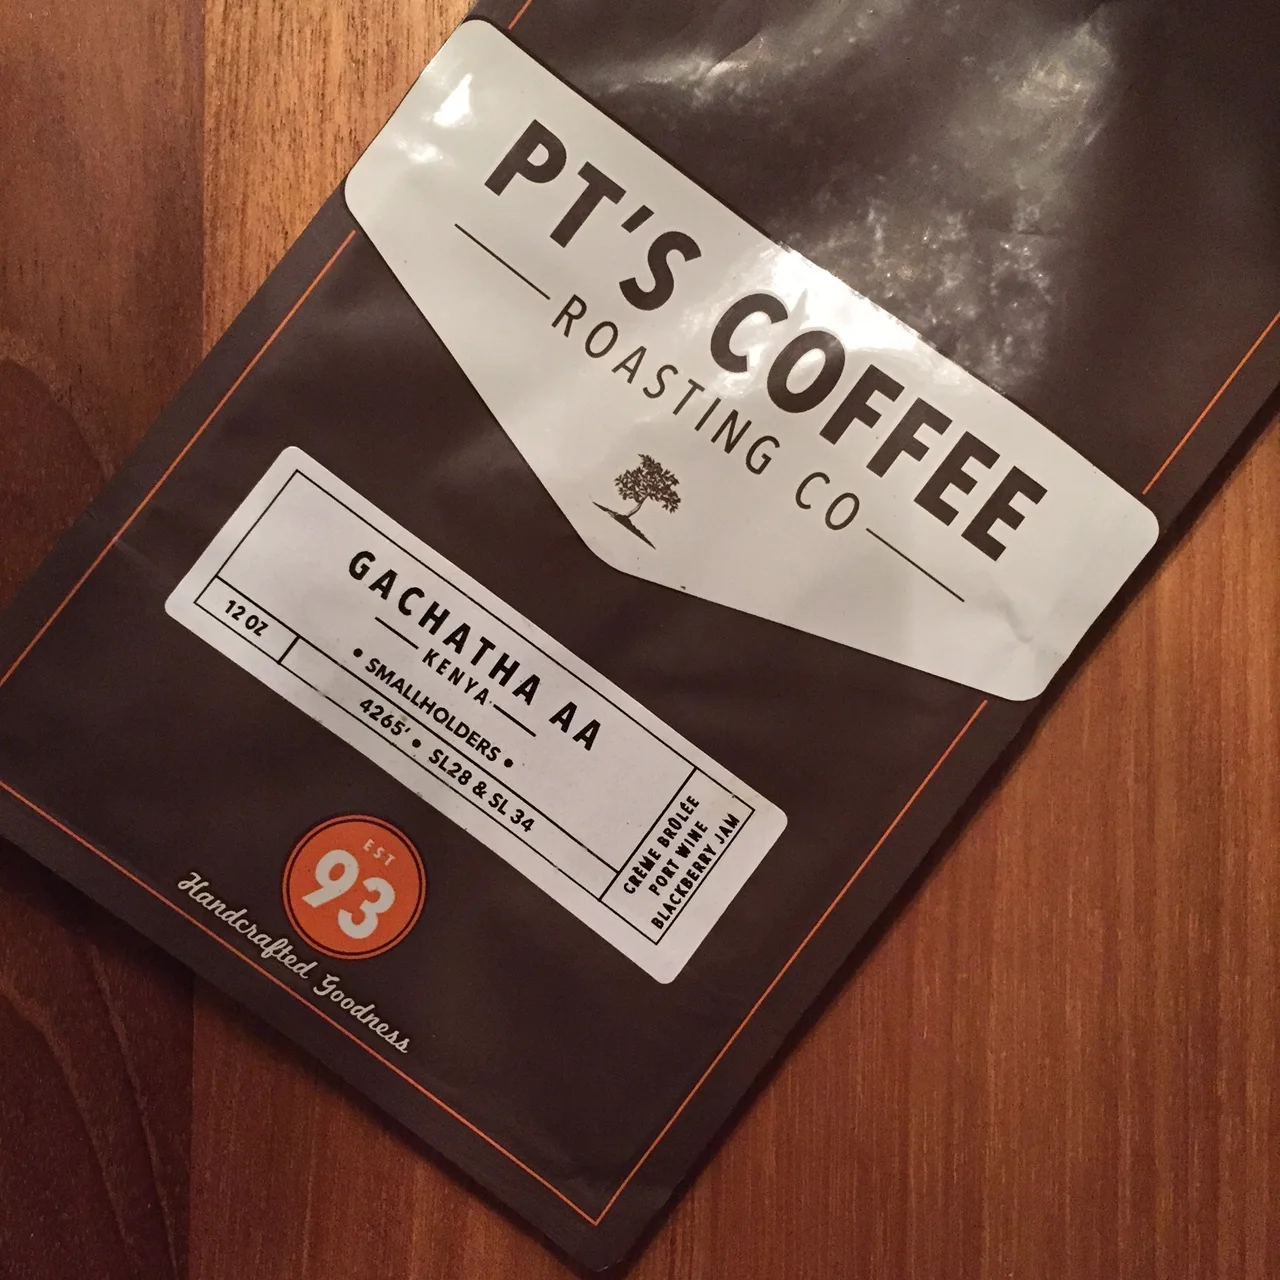 PT'S COFFEE
ROASTING CO
GACHATHA AA
KENYA
12 OZ
• SMALLHOLDERS •
4265' • SL28 & SL 34
CRÈME BRÛLÉE
PORT WINE
BLACKBERRY JAM
EST
93
Handcrafted Goodness